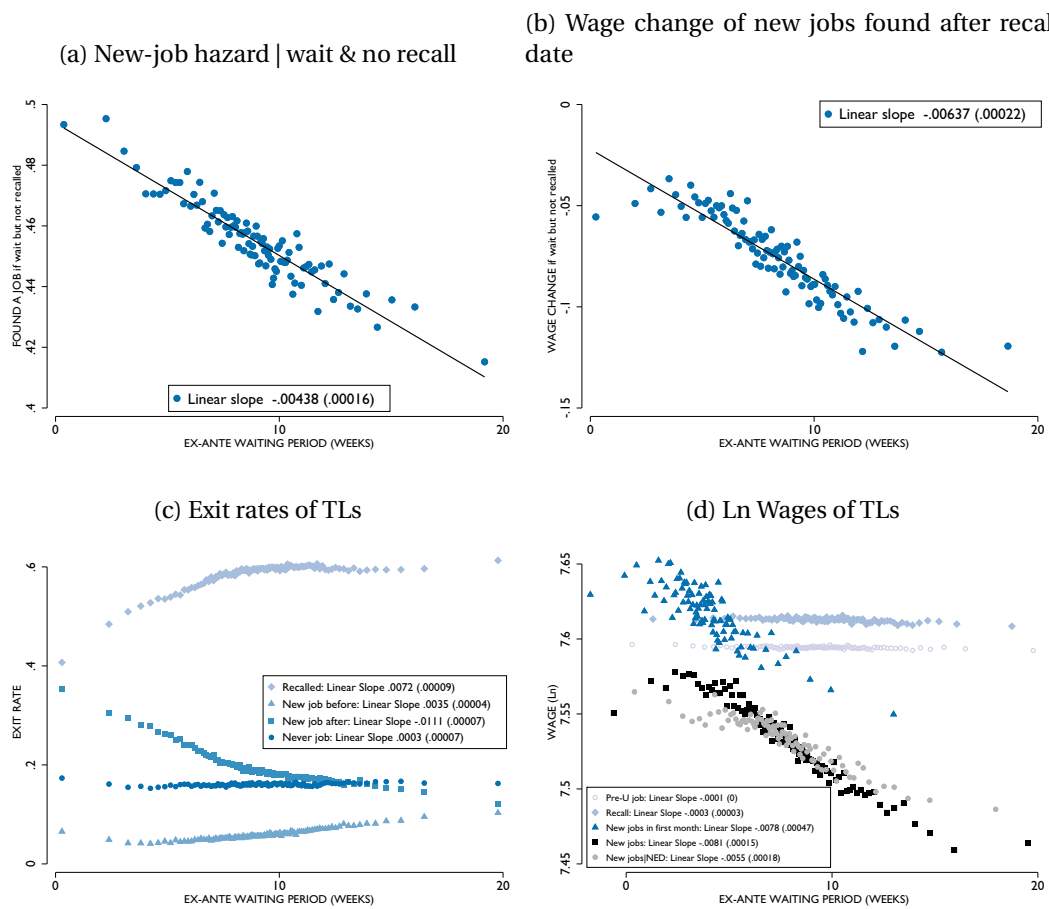 (a) New-job hazard | wait & no recall
(b) Wage change of new jobs found after recall
date
.5
.48
.46
.44
.42
.4
FOUND A JOB if wait but not recalled
Linear slope -.00438 (.00016)
0
10
20
EX-ANTE WAITING PERIOD (WEEKS)
0
-.05
-.1
-.15
WAGE CHANGE if wait but not recalled
Linear slope -.00637 (.00022)
0
10
20
EX-ANTE WAITING PERIOD (WEEKS)
(c) Exit rates of TLs
.6
.4
.2
0
EXIT RATE
Recalled: Linear Slope .0072 (.00009)
New job before: Linear Slope .0035 (.00004)
New job after: Linear Slope -.0111 (.00007)
Never job: Linear Slope .0003 (.00007)
0
10
20
EX-ANTE WAITING PERIOD (WEEKS)
(d) Ln Wages of TLs
7.65
7.6
7.55
7.5
7.45
WAGE (Ln)
Pre-U job: Linear Slope -.0001 (0)
Recall: Linear Slope -.0003 (.00003)
New jobs in first month: Linear Slope -.0078 (.00047)
New jobs: Linear Slope -.0081 (.00015)
New jobs|NED: Linear Slope -.0055 (.00018)
0
10
20
EX-ANTE WAITING PERIOD (WEEKS)